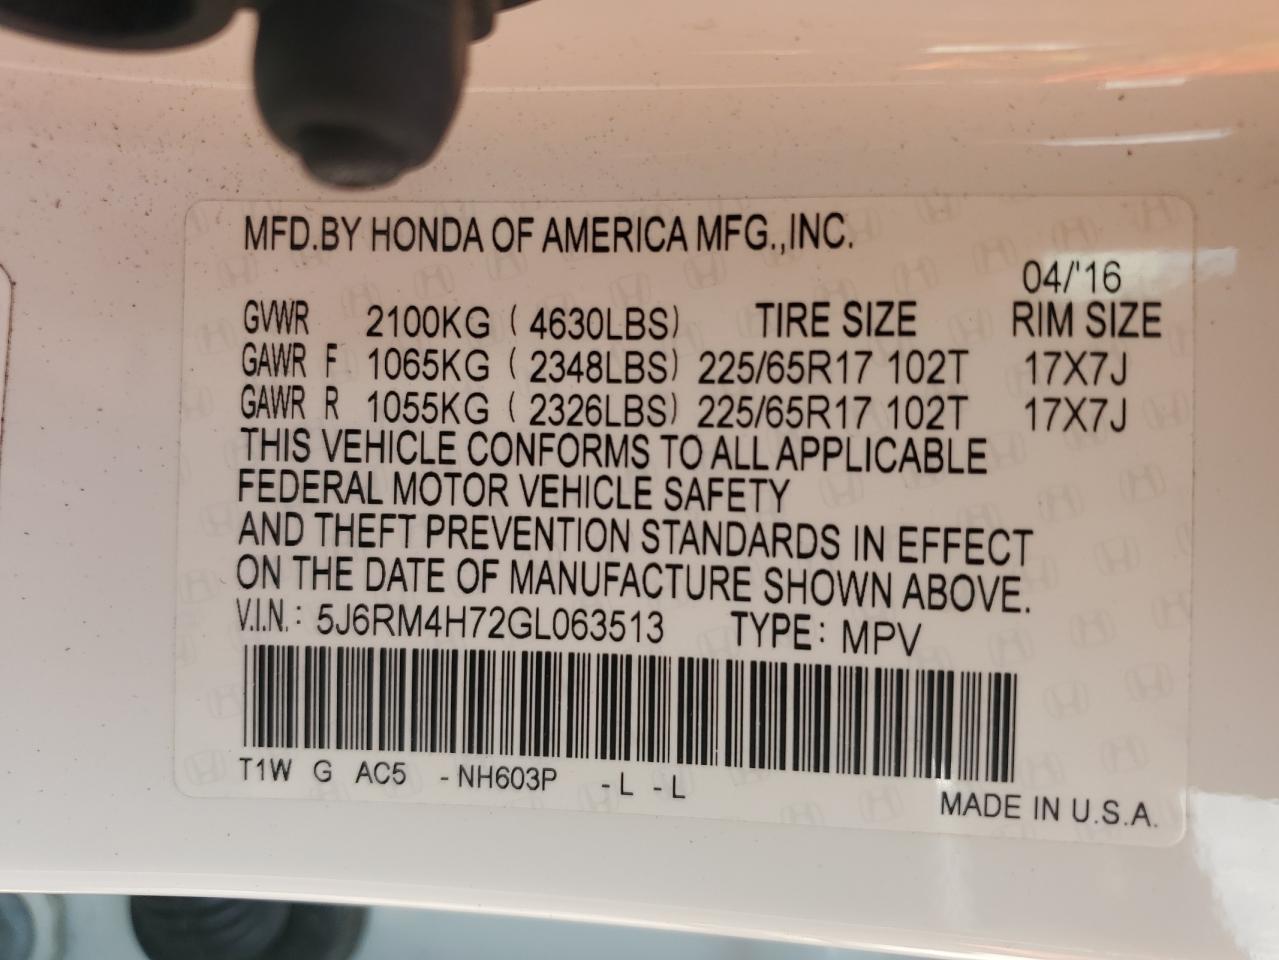 MFD.BY HONDA OF AMERICA MFG.,INC.
04/'16
GVWR 2100KG ( 4630LBS) TIRE SIZE RIM SIZE
GAWR F 1065KG ( 2348LBS) 225/65R17 102T 17X7J
GAWR R 1055KG ( 2326LBS) 225/65R17 102T 17X7J
THIS VEHICLE CONFORMS TO ALL APPLICABLE
FEDERAL MOTOR VEHICLE SAFETY
AND THEFT PREVENTION STANDARDS IN EFFECT
ON THE DATE OF MANUFACTURE SHOWN ABOVE.
V.I.N.: 5J6RM4H72GL063513 TYPE: MPV
T1W G AC5 -NH603P -L -L
MADE IN U.S.A.